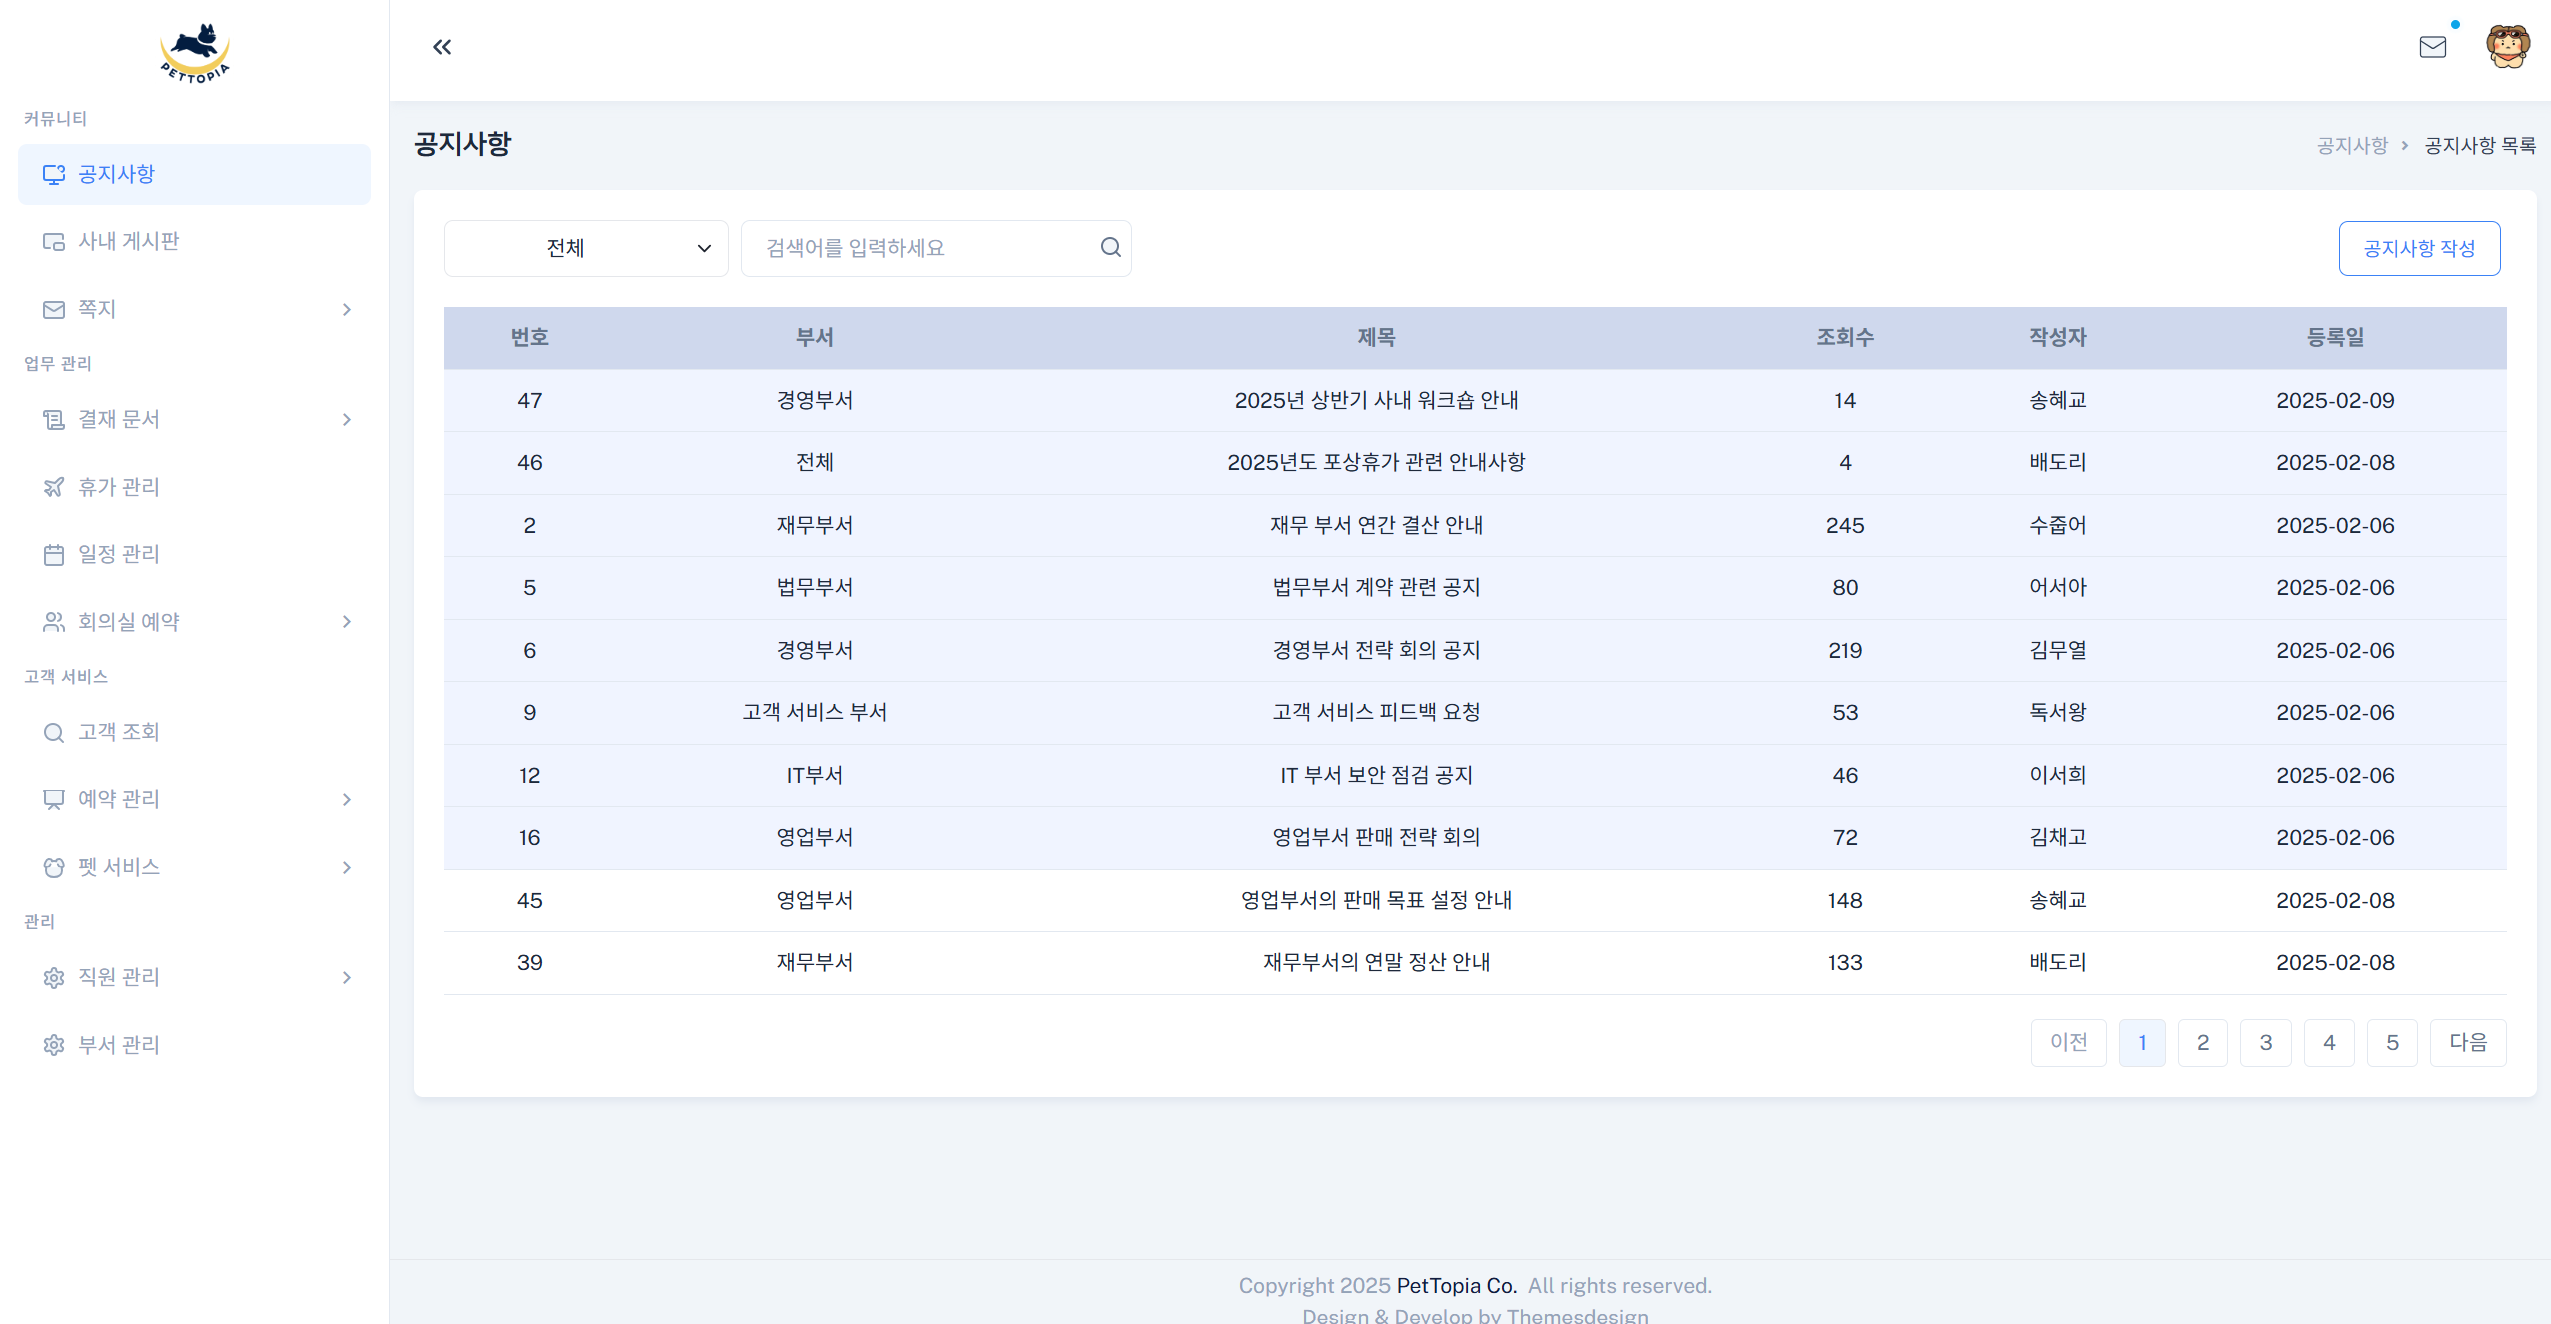 PETTOPIA
커뮤니티
공지사항
사내 게시판
쪽지
업무 관리
결재 문서
휴가 관리
일정 관리
회의실 예약
고객 서비스
고객 조회
예약 관리
펫 서비스
관리
직원 관리
부서 관리
공지사항
공지사항 > 공지사항 목록
전체
검색어를 입력하세요
공지사항 작성
번호 부서 제목 조회수 작성자 등록일
47 경영부서 2025년 상반기 사내 워크숍 안내 14 송혜교 2025-02-09
46 전체 2025년도 포상휴가 관련 안내사항 4 배도리 2025-02-08
2 재무부서 재무 부서 연간 결산 안내 245 수줍어 2025-02-06
5 법무부서 법무부서 계약 관련 공지 80 어서아 2025-02-06
6 경영부서 경영부서 전략 회의 공지 219 김무열 2025-02-06
9 고객 서비스 부서 고객 서비스 피드백 요청 53 독서왕 2025-02-06
12 IT부서 IT 부서 보안 점검 공지 46 이서희 2025-02-06
16 영업부서 영업부서 판매 전략 회의 72 김채고 2025-02-06
45 영업부서 영업부서의 판매 목표 설정 안내 148 송혜교 2025-02-08
39 재무부서 재무부서의 연말 정산 안내 133 배도리 2025-02-08
이전 1 2 3 4 5 다음
Copyright 2025 PetTopia Co. All rights reserved.
Design & Develop by Themesdesign